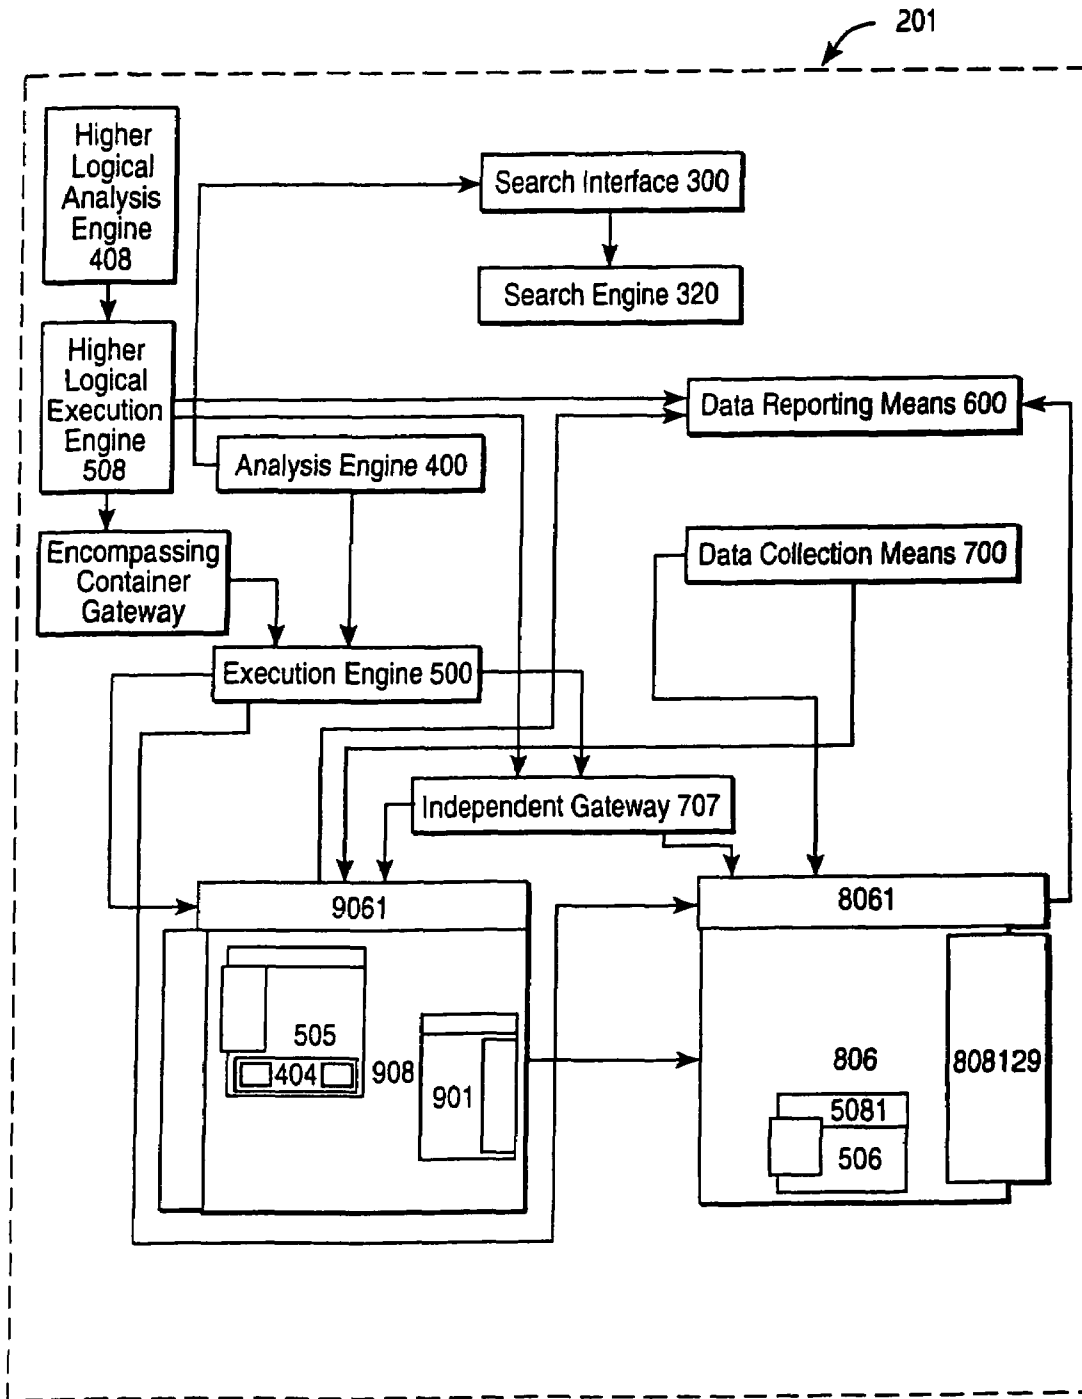 201
Higher
Logical
Analysis
Engine
408
Search Interface 300
Search Engine 320
Higher
Logical
Execution
Engine
508
Data Reporting Means 600
Analysis Engine 400
Encompassing
Container
Gateway
Data Collection Means 700
Execution Engine 500
Independent Gateway 707
9061
8061
505
404
908
901
806
808129
5081
506